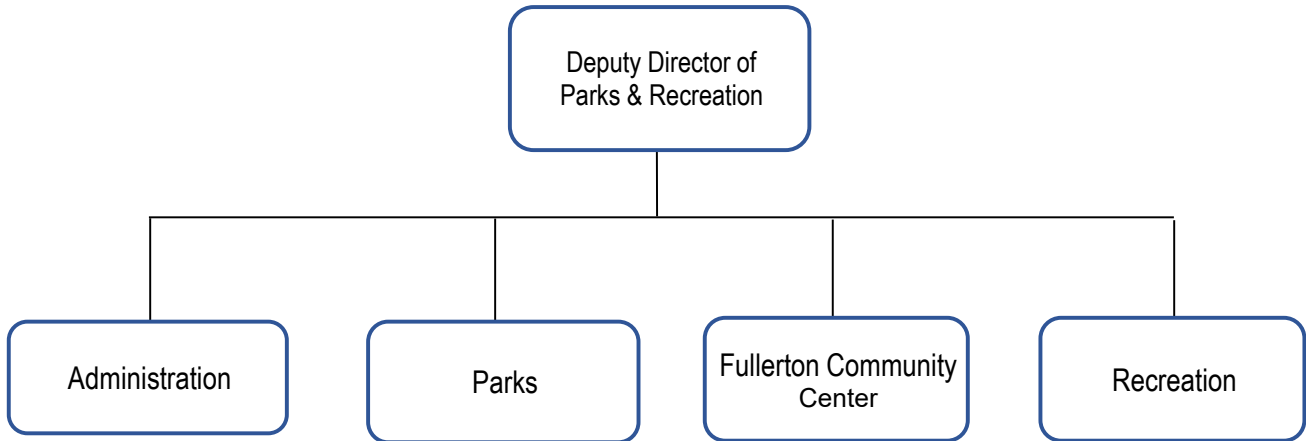 Deputy Director of
Parks & Recreation
Administration
Parks
Fullerton Community
Center
Recreation